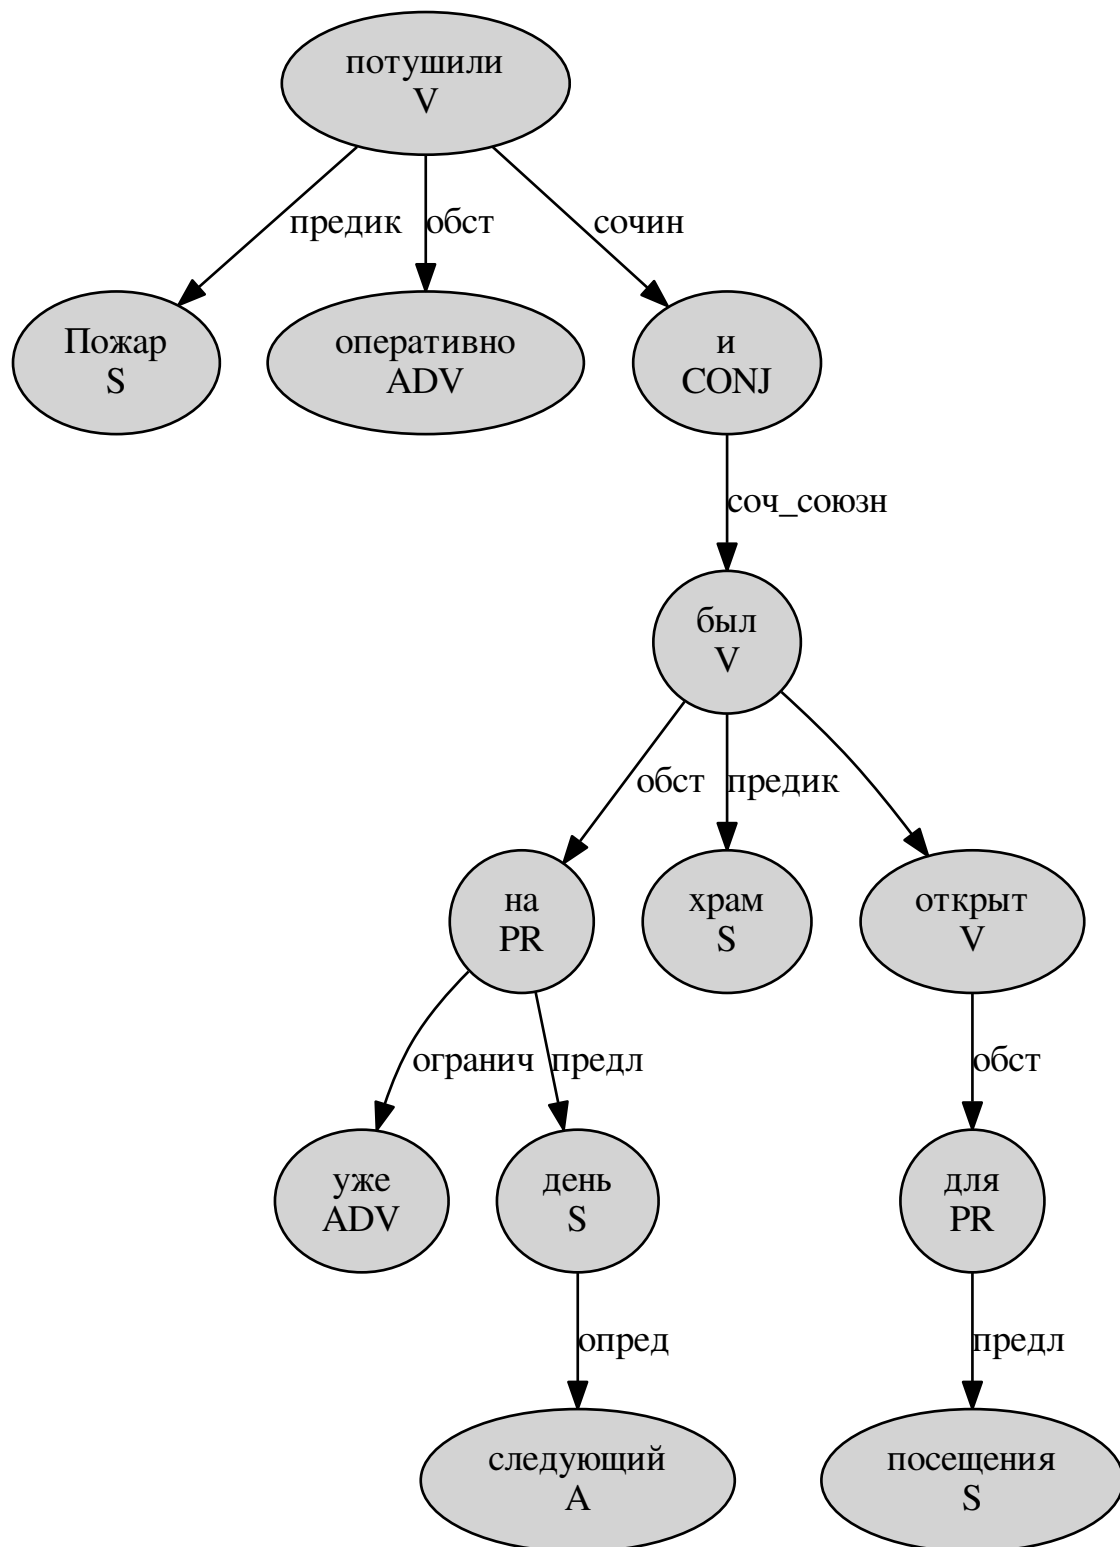 потушили
V
предик
обст
сочин
Пожар
S
оперативно
ADV
и
CONJ
соч_союзн
был
V
обст
предик
на
PR
храм
S
открыт
V
огранич
предл
обст
уже
ADV
день
S
для
PR
опред
предл
следующий
A
посещения
S